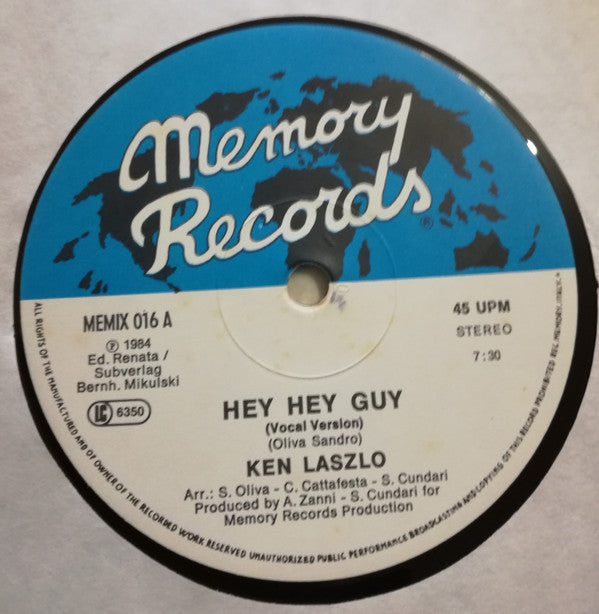 Memory
Records®
MEMIX 016 A
℗ 1984
Ed. Renata /
Subverlag
Bernh. Mikulski
LC 6350
45 UPM
STEREO
7:30
HEY HEY GUY
(Vocal Version)
(Oliva Sandro)
KEN LASZLO
Arr.: S. Oliva - C. Cattafesta - S. Cundari
Produced by A. Zanni - S. Cundari for
Memory Records Production
ALL RIGHTS OF THE MANUFACTURED AND OF OWNER OF THE RECORDED WORK RESERVED UNAUTHORIZED PUBLIC PERFORMANCE BROADCASTING AND COPYING OF THIS RECORD PROHIBITED REC. MEMORY